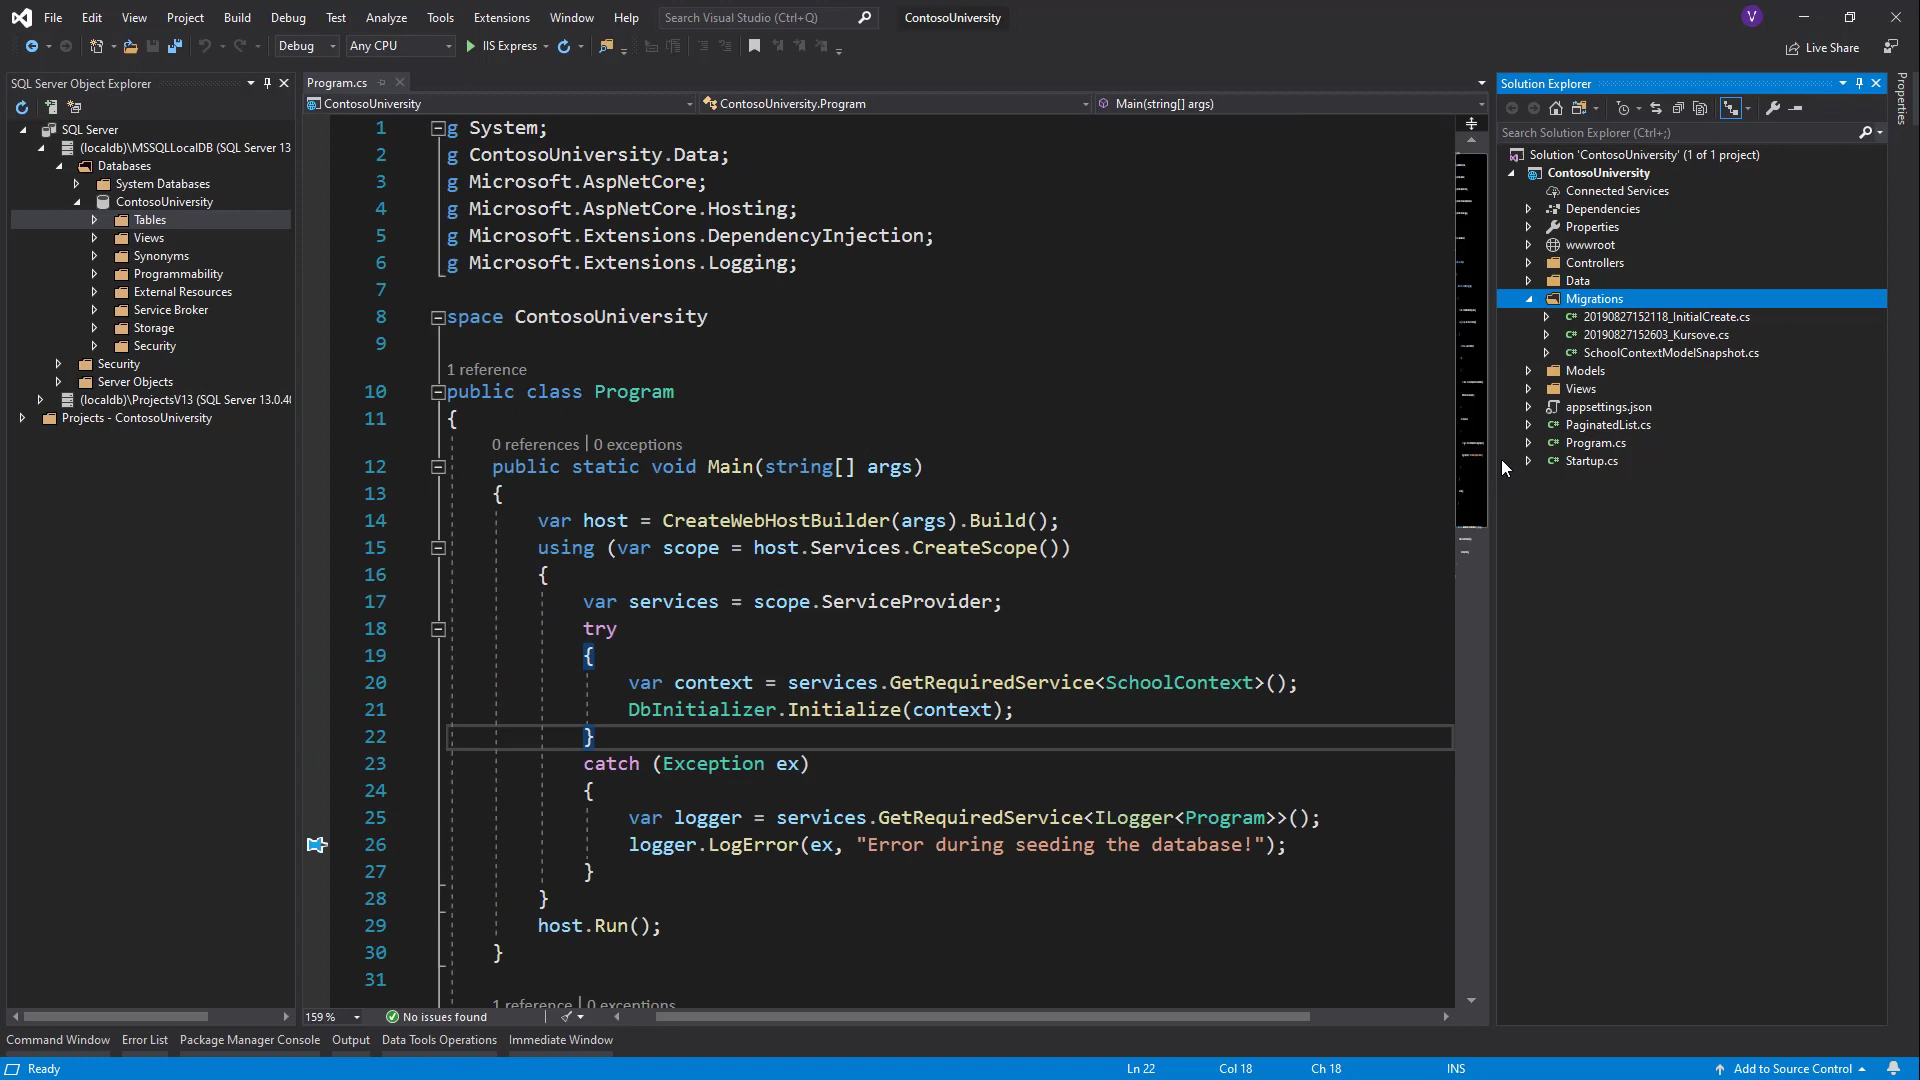 File Edit View Project Build Debug Test Analyze Tools Extensions Window Help Search Visual Studio (Ctrl+Q) ContosoUniversity V
Debug Any CPU IIS Express Live Share
SQL Server Object Explorer
SQL Server
(localdb)\MSSQLLocalDB (SQL Server 13
Databases
System Databases
ContosoUniversity
Tables
Views
Synonyms
Programmability
External Resources
Service Broker
Storage
Security
Security
Server Objects
(localdb)\ProjectsV13 (SQL Server 13.0.40
Projects - ContosoUniversity
Program.cs
ContosoUniversity ContosoUniversity.Program Main(string[] args)
1 g System;
2 g ContosoUniversity.Data;
3 g Microsoft.AspNetCore;
4 g Microsoft.AspNetCore.Hosting;
5 g Microsoft.Extensions.DependencyInjection;
6 g Microsoft.Extensions.Logging;
7
8 space ContosoUniversity
9
1 reference
10 public class Program
11 {
0 references | 0 exceptions
12 public static void Main(string[] args)
13 {
14 var host = CreateWebHostBuilder(args).Build();
15 using (var scope = host.Services.CreateScope())
16 {
17 var services = scope.ServiceProvider;
18 try
19 {
20 var context = services.GetRequiredService<SchoolContext>();
21 DbInitializer.Initialize(context);
22 }
23 catch (Exception ex)
24 {
25 var logger = services.GetRequiredService<ILogger<Program>>();
26 logger.LogError(ex, "Error during seeding the database!");
27 }
28 }
29 host.Run();
30 }
31
1 reference | 0 exceptions
159 % No issues found
Solution Explorer
Search Solution Explorer (Ctrl+;)
Solution 'ContosoUniversity' (1 of 1 project)
ContosoUniversity
Connected Services
Dependencies
Properties
wwwroot
Controllers
Data
Migrations
20190827152118_InitialCreate.cs
20190827152603_Kursove.cs
SchoolContextModelSnapshot.cs
Models
Views
appsettings.json
PaginatedList.cs
Program.cs
Startup.cs
Properties
Command Window Error List Package Manager Console Output Data Tools Operations Immediate Window
Ready Ln 22 Col 18 Ch 18 INS Add to Source Control